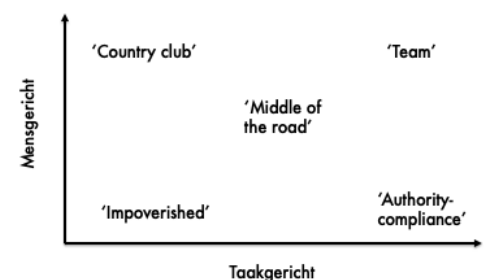 ‘Country club’
‘Team’
Mensgericht
‘Middle of
the road’
‘Impoverished’
‘Authority-
compliance’
Taakgericht